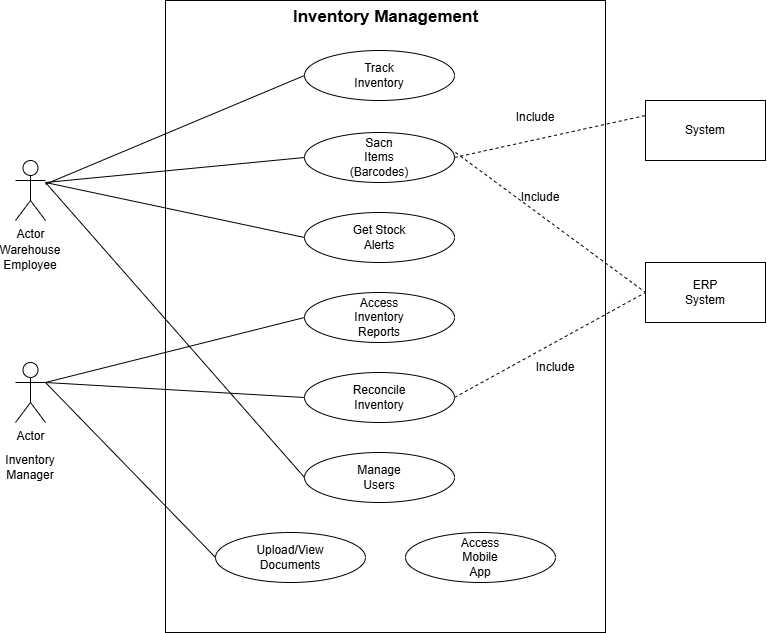 Inventory Management
Track
Inventory
Include
System
Sacn
Items
(Barcodes)
Include
Actor
Warehouse
Employee
Get Stock
Alerts
ERP
System
Access
Inventory
Reports
Include
Reconcile
Inventory
Actor
Inventory
Manager
Manage
Users
Upload/View
Documents
Access
Mobile
App